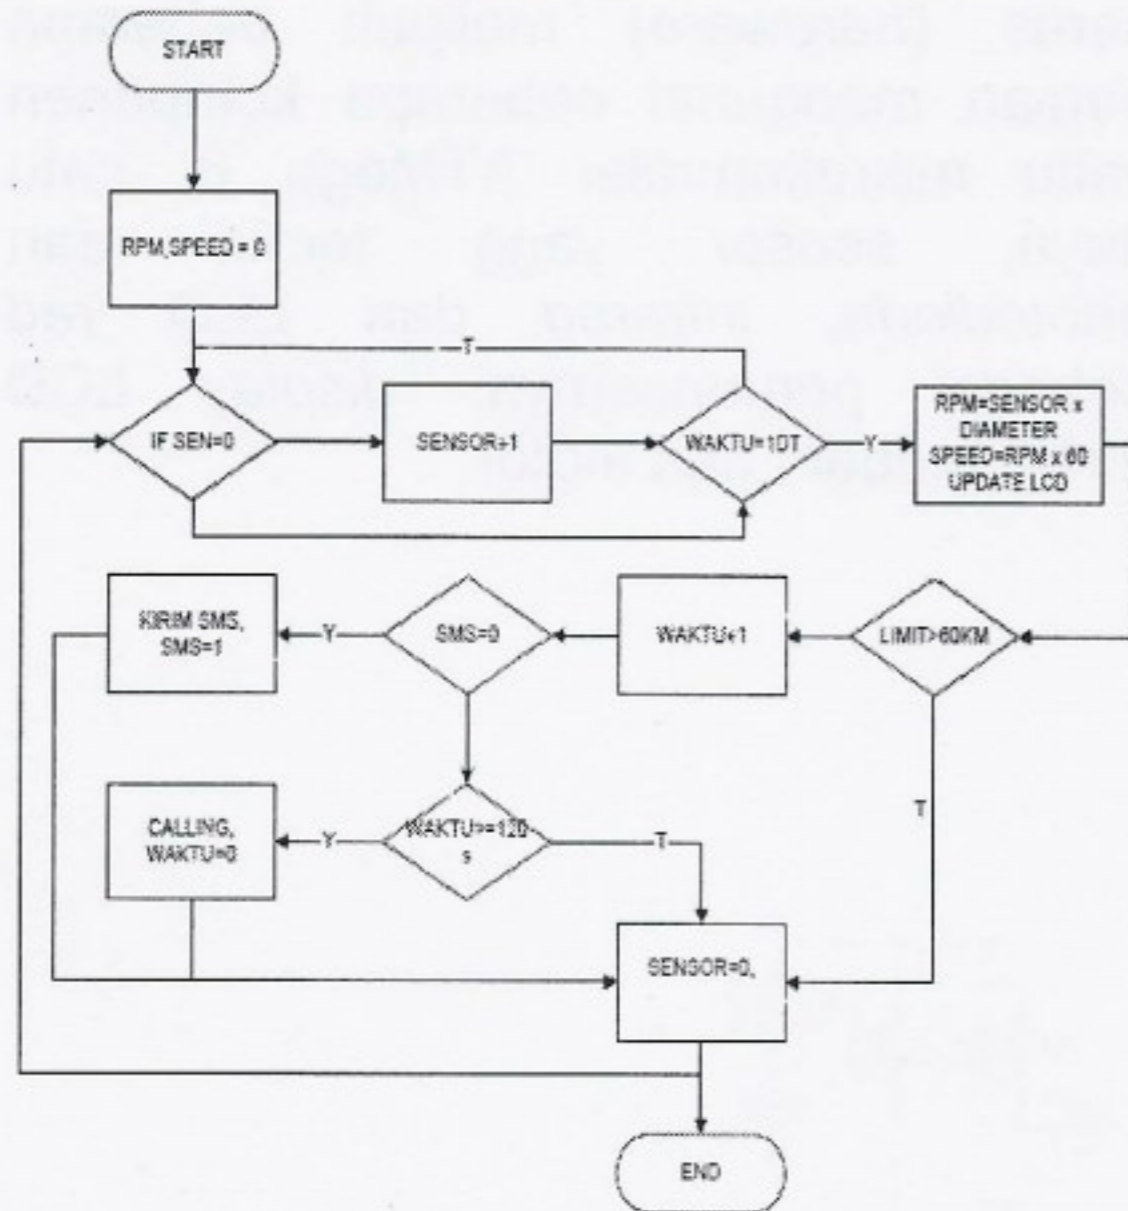 START
RPM,SPEED = 0
T
IF SEN=0
SENSOR+1
WAKTU=1DT
Y
RPM=SENSOR x
DIAMETER
SPEED=RPM x 60
UPDATE LCD
KIRIM SMS,
SMS=1
Y
SMS=0
WAKTU+1
LIMIT>60KM
CALLING,
WAKTU=0
Y
WAKTU>=120
s
T
T
SENSOR=0,
END